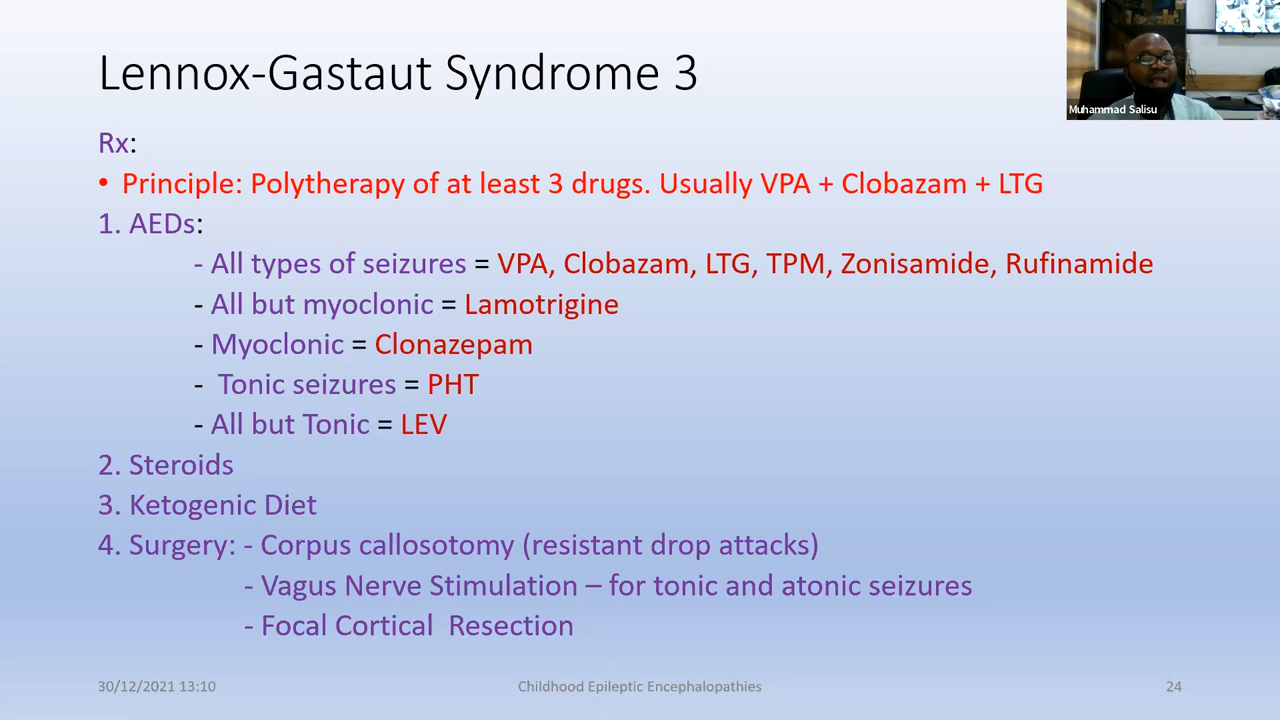 Lennox-Gastaut Syndrome 3
Muhammad Salisu
Rx:
• Principle: Polytherapy of at least 3 drugs. Usually VPA + Clobazam + LTG
1. AEDs:
- All types of seizures = VPA, Clobazam, LTG, TPM, Zonisamide, Rufinamide
- All but myoclonic = Lamotrigine
- Myoclonic = Clonazepam
- Tonic seizures = PHT
- All but Tonic = LEV
2. Steroids
3. Ketogenic Diet
4. Surgery: - Corpus callosotomy (resistant drop attacks)
- Vagus Nerve Stimulation – for tonic and atonic seizures
- Focal Cortical Resection
30/12/2021 13:10
Childhood Epileptic Encephalopathies
24